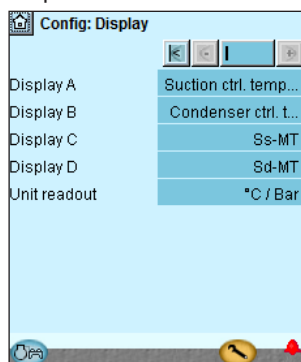 Config: Display
Display A Suction ctrl. temp...
Display B Condenser ctrl. t...
Display C Ss-MT
Display D Sd-MT
Unit readout °C / Bar